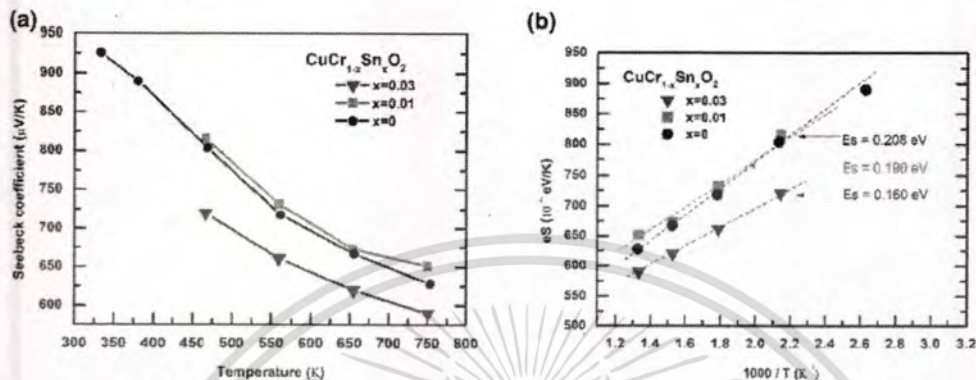 (a)
950
900
850
800
750
700
650
600
Seebeck coefficient (μV/K)
CuCr1-xSnxO2
x=0.03
x=0.01
x=0
300 350 400 450 500 550 600 650 700 750 800
Temperature (K)
(b)
950
900
850
800
750
700
650
600
550
500
eS (10 eV/K)
CuCr1-xSnxO2
x=0.03
x=0.01
x=0
Es = 0.208 eV
Es = 0.190 eV
Es = 0.160 eV
1.2 1.4 1.6 1.8 2.0 2.2 2.4 2.6 2.8 3.0 3.2
1000 / T (K)